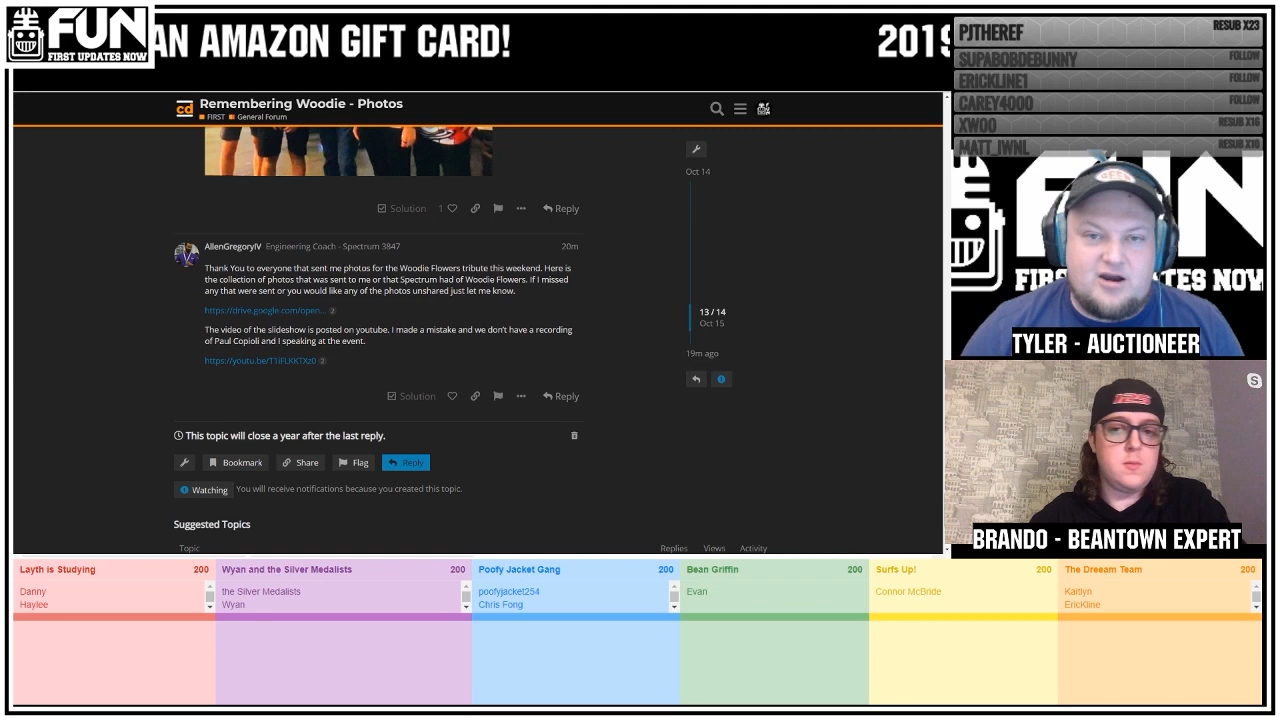 FUN
FIRST UPDATES NOW
AN AMAZON GIFT CARD!
2019
PJTHEREF RESUB X23
SUPABOBDEBUNNY FOLLOW
ERICKLINE1 FOLLOW
CAREY4000 FOLLOW
XWOO RESUB X16
MATT_IWNL RESUB X10
cd
Remembering Woodie - Photos
FIRST General Forum
Oct 14
Solution 1 Reply
AllenGregoryIV Engineering Coach - Spectrum 3847 20m
Thank You to everyone that sent me photos for the Woodie Flowers tribute this weekend. Here is
the collection of photos that was sent to me or that Spectrum had of Woodie Flowers. If I missed
any that were sent or you would like any of the photos unshared just let me know.
https://drive.google.com/open... 2
The video of the slideshow is posted on youtube. I made a mistake and we don't have a recording
of Paul Copioli and I speaking at the event.
https://youtu.be/T1iFLKKTXz0 2
13 / 14
Oct 15
19m ago
Solution Reply
This topic will close a year after the last reply.
Bookmark Share Flag Reply
Watching You will receive notifications because you created this topic.
Suggested Topics
Topic Replies Views Activity
FIRST UPDATES NOW
TYLER - AUCTIONEER
BRANDO - BEANTOWN EXPERT
Layth is Studying 200
Danny
Haylee
Wyan and the Silver Medalists 200
the Silver Medalists
Wyan
Poofy Jacket Gang 200
poofyjacket254
Chris Fong
Bean Griffin 200
Evan
Surfs Up! 200
Connor McBride
The Dreeam Team 200
Kaitlyn
EricKline